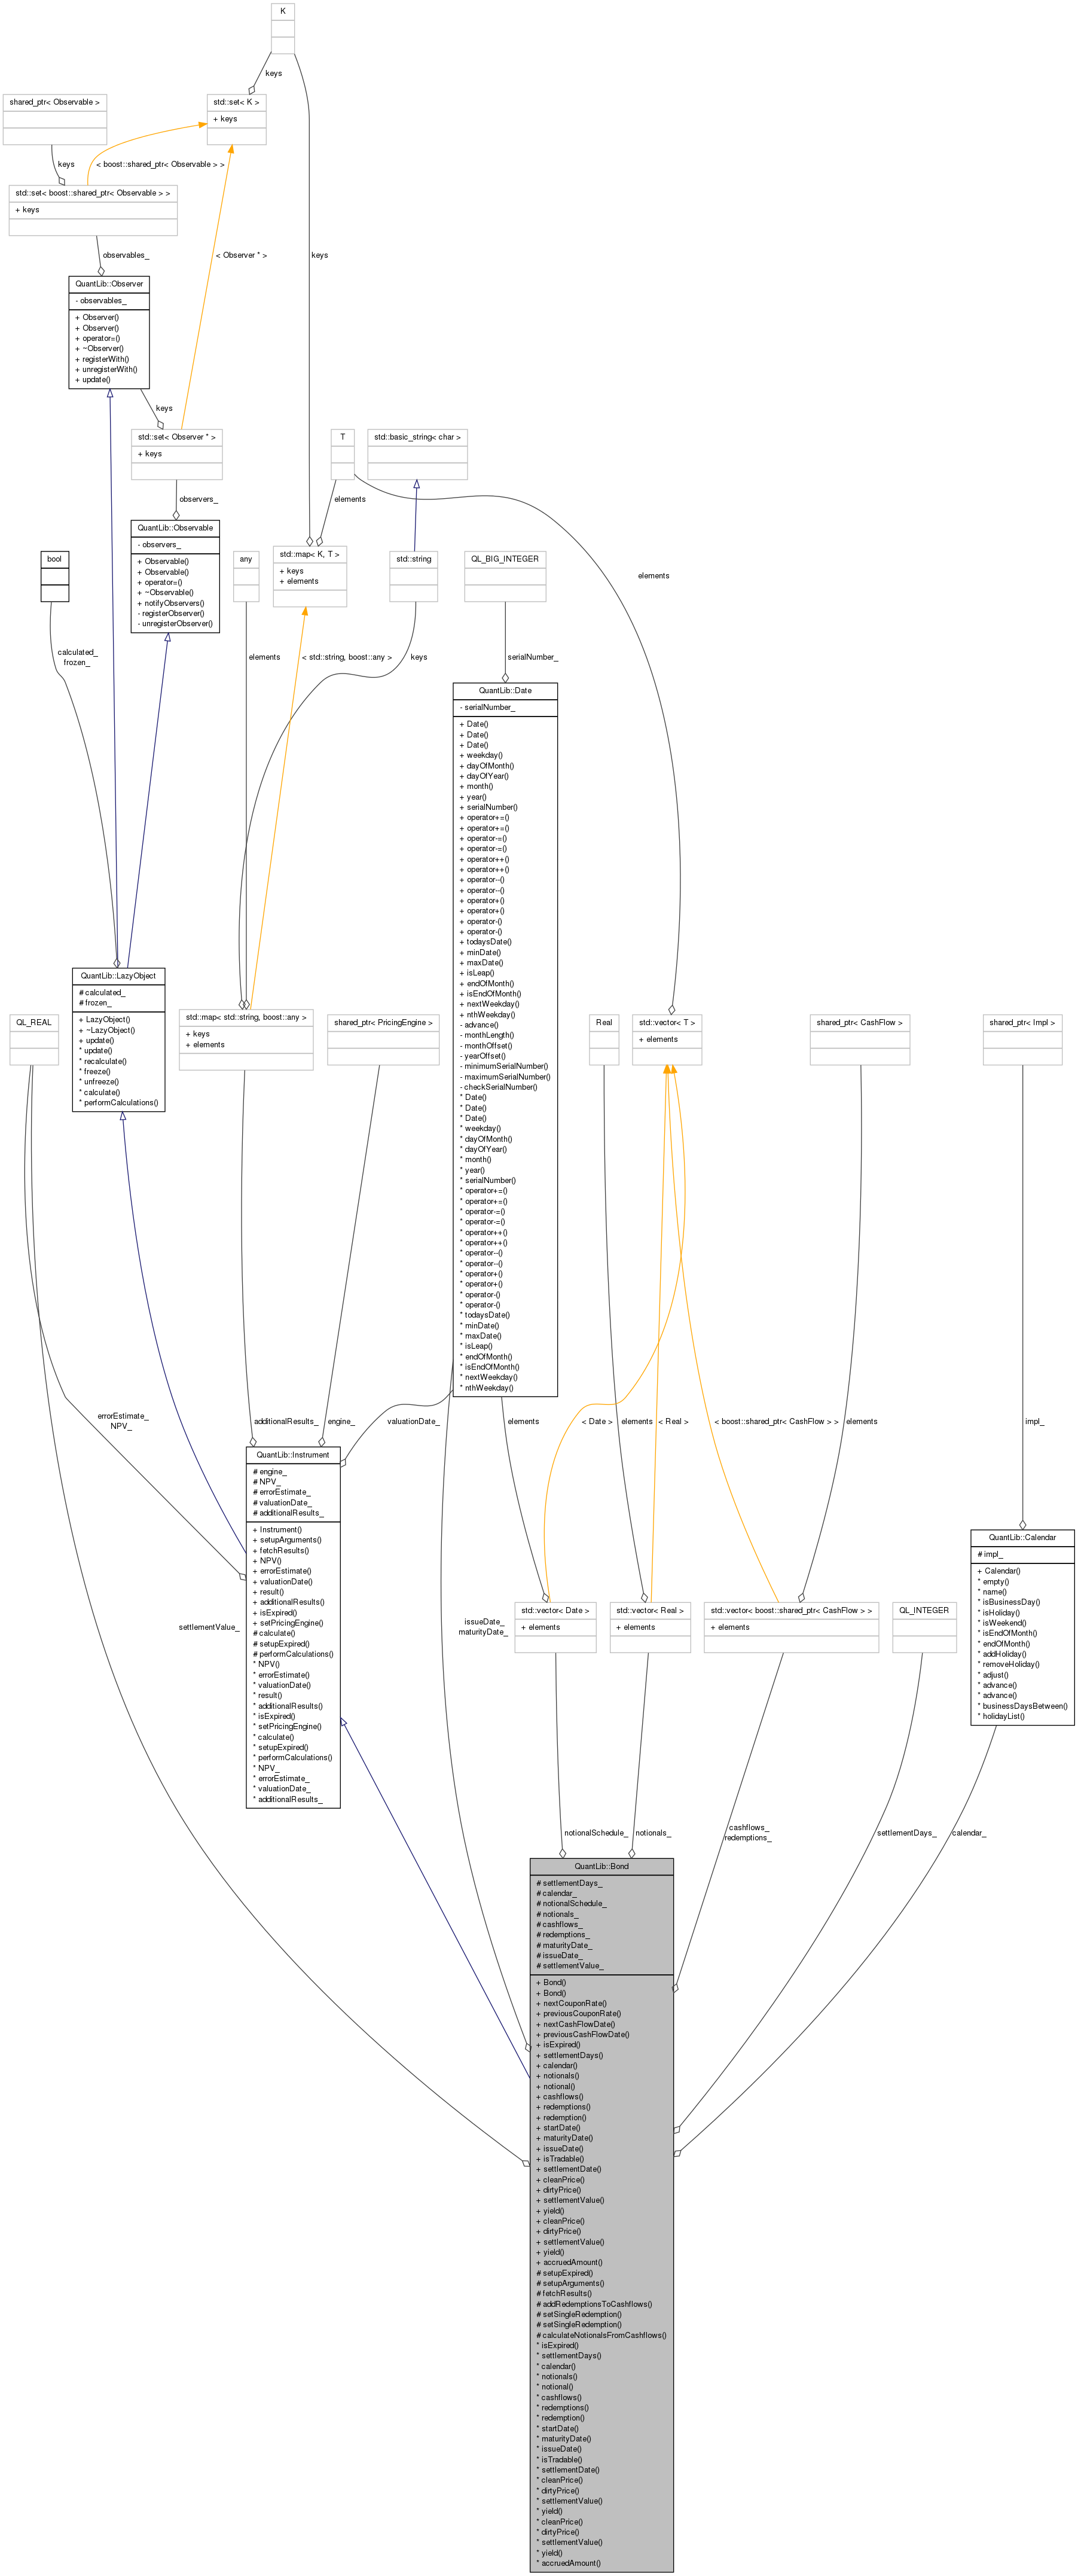 K
keys
shared_ptr< Observable >
std::set< K >
+ keys
keys
< boost::shared_ptr< Observable > >
std::set< boost::shared_ptr< Observable > >
+ keys
observables_
< Observer * >
keys
QuantLib::Observer
- observables_
+ Observer()
+ Observer()
+ operator=()
+ ~Observer()
+ registerWith()
+ unregisterWith()
+ update()
keys
std::set< Observer * >
+ keys
T
std::basic_string< char >
observers_
elements
QuantLib::Observable
- observers_
+ Observable()
+ Observable()
+ operator=()
+ ~Observable()
+ notifyObservers()
- registerObserver()
- unregisterObserver()
bool
any
std::map< K, T >
+ keys
+ elements
std::string
QL_BIG_INTEGER
elements
calculated_
frozen_
elements
< std::string, boost::any >
keys
serialNumber_
QuantLib::Date
- serialNumber_
+ Date()
+ Date()
+ Date()
+ weekday()
+ dayOfMonth()
+ dayOfYear()
+ month()
+ year()
+ serialNumber()
+ operator+=()
+ operator+=()
+ operator-=()
+ operator-=()
+ operator++()
+ operator++()
+ operator--()
+ operator--()
+ operator+()
+ operator+()
+ operator-()
+ operator-()
+ todaysDate()
+ minDate()
+ maxDate()
+ isLeap()
+ endOfMonth()
+ isEndOfMonth()
+ nextWeekday()
+ nthWeekday()
- advance()
- monthLength()
- monthOffset()
- yearOffset()
- minimumSerialNumber()
- maximumSerialNumber()
- checkSerialNumber()
* Date()
* Date()
* Date()
* weekday()
* dayOfMonth()
* dayOfYear()
* month()
* year()
* serialNumber()
* operator+=()
* operator+=()
* operator-=()
* operator-=()
* operator++()
* operator++()
* operator--()
* operator--()
* operator+()
* operator+()
* operator-()
* operator-()
* todaysDate()
* minDate()
* maxDate()
* isLeap()
* endOfMonth()
* isEndOfMonth()
* nextWeekday()
* nthWeekday()
QuantLib::LazyObject
# calculated_
# frozen_
+ LazyObject()
+ ~LazyObject()
+ update()
* update()
* recalculate()
* freeze()
* unfreeze()
* calculate()
* performCalculations()
QL_REAL
std::map< std::string, boost::any >
+ keys
+ elements
shared_ptr< PricingEngine >
Real
std::vector< T >
+ elements
shared_ptr< CashFlow >
shared_ptr< Impl >
errorEstimate_
NPV_
additionalResults_
engine_
valuationDate_
elements
< Date >
elements
< Real >
< boost::shared_ptr< CashFlow > >
elements
impl_
QuantLib::Instrument
# engine_
# NPV_
# errorEstimate_
# valuationDate_
# additionalResults_
+ Instrument()
+ setupArguments()
+ fetchResults()
+ NPV()
+ errorEstimate()
+ valuationDate()
+ result()
+ additionalResults()
+ isExpired()
+ setPricingEngine()
# calculate()
# setupExpired()
# performCalculations()
* NPV()
* errorEstimate()
* valuationDate()
* result()
* additionalResults()
* isExpired()
* setPricingEngine()
* calculate()
* setupExpired()
* performCalculations()
* NPV_
* errorEstimate_
* valuationDate_
* additionalResults_
settlementValue_
issueDate_
maturityDate_
std::vector< Date >
+ elements
std::vector< Real >
+ elements
std::vector< boost::shared_ptr< CashFlow > >
+ elements
QL_INTEGER
QuantLib::Calendar
# impl_
+ Calendar()
* empty()
* name()
* isBusinessDay()
* isHoliday()
* isWeekend()
* isEndOfMonth()
* endOfMonth()
* addHoliday()
* removeHoliday()
* adjust()
* advance()
* advance()
* businessDaysBetween()
* holidayList()
notionalSchedule_
notionals_
cashflows_
redemptions_
settlementDays_
calendar_
QuantLib::Bond
# settlementDays_
# calendar_
# notionalSchedule_
# notionals_
# cashflows_
# redemptions_
# maturityDate_
# issueDate_
# settlementValue_
+ Bond()
+ Bond()
+ nextCouponRate()
+ previousCouponRate()
+ nextCashFlowDate()
+ previousCashFlowDate()
+ isExpired()
+ settlementDays()
+ calendar()
+ notionals()
+ notional()
+ cashflows()
+ redemptions()
+ redemption()
+ startDate()
+ maturityDate()
+ issueDate()
+ isTradable()
+ settlementDate()
+ cleanPrice()
+ dirtyPrice()
+ settlementValue()
+ yield()
+ cleanPrice()
+ dirtyPrice()
+ settlementValue()
+ yield()
+ accruedAmount()
# setupExpired()
# setupArguments()
# fetchResults()
# addRedemptionsToCashflows()
# setSingleRedemption()
# setSingleRedemption()
# calculateNotionalsFromCashflows()
* isExpired()
* settlementDays()
* calendar()
* notionals()
* notional()
* cashflows()
* redemptions()
* redemption()
* startDate()
* maturityDate()
* issueDate()
* isTradable()
* settlementDate()
* cleanPrice()
* dirtyPrice()
* settlementValue()
* yield()
* cleanPrice()
* dirtyPrice()
* settlementValue()
* yield()
* accruedAmount()